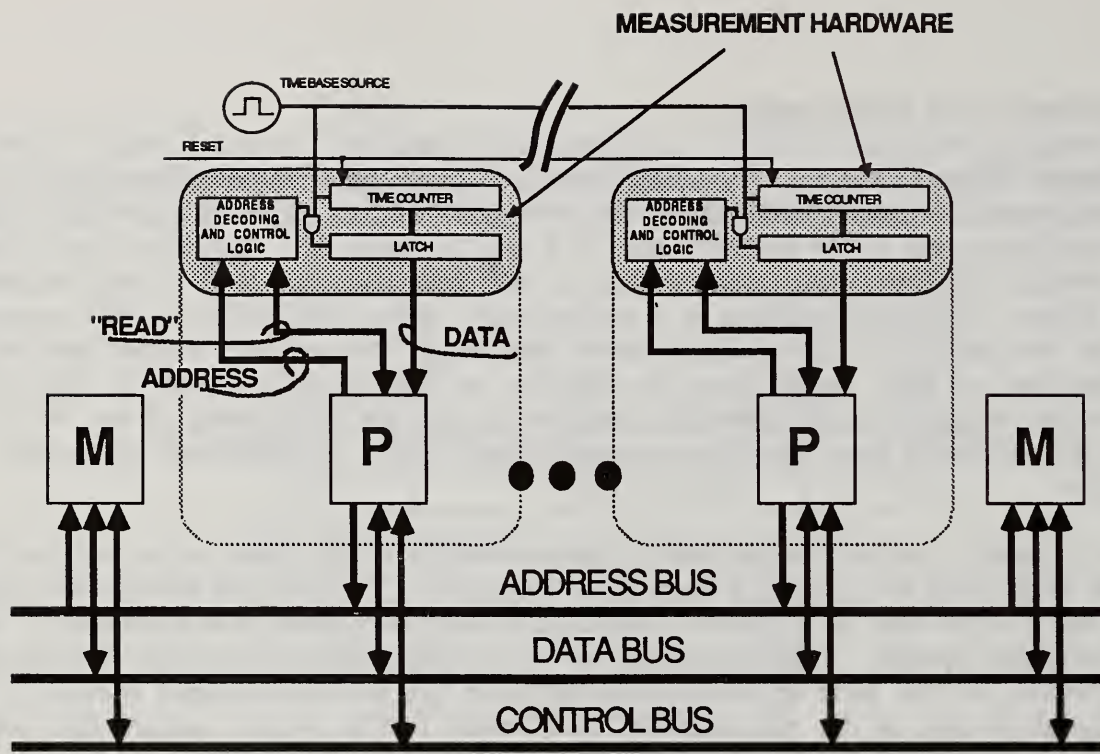 MEASUREMENT HARDWARE
TIME BASE SOURCE
RESET
ADDRESS
DECODING
AND CONTROL
LOGIC
TIME COUNTER
LATCH
ADDRESS
DECODING
AND CONTROL
LOGIC
TIME COUNTER
LATCH
"READ"
DATA
ADDRESS
M
P
P
M
ADDRESS BUS
DATA BUS
CONTROL BUS